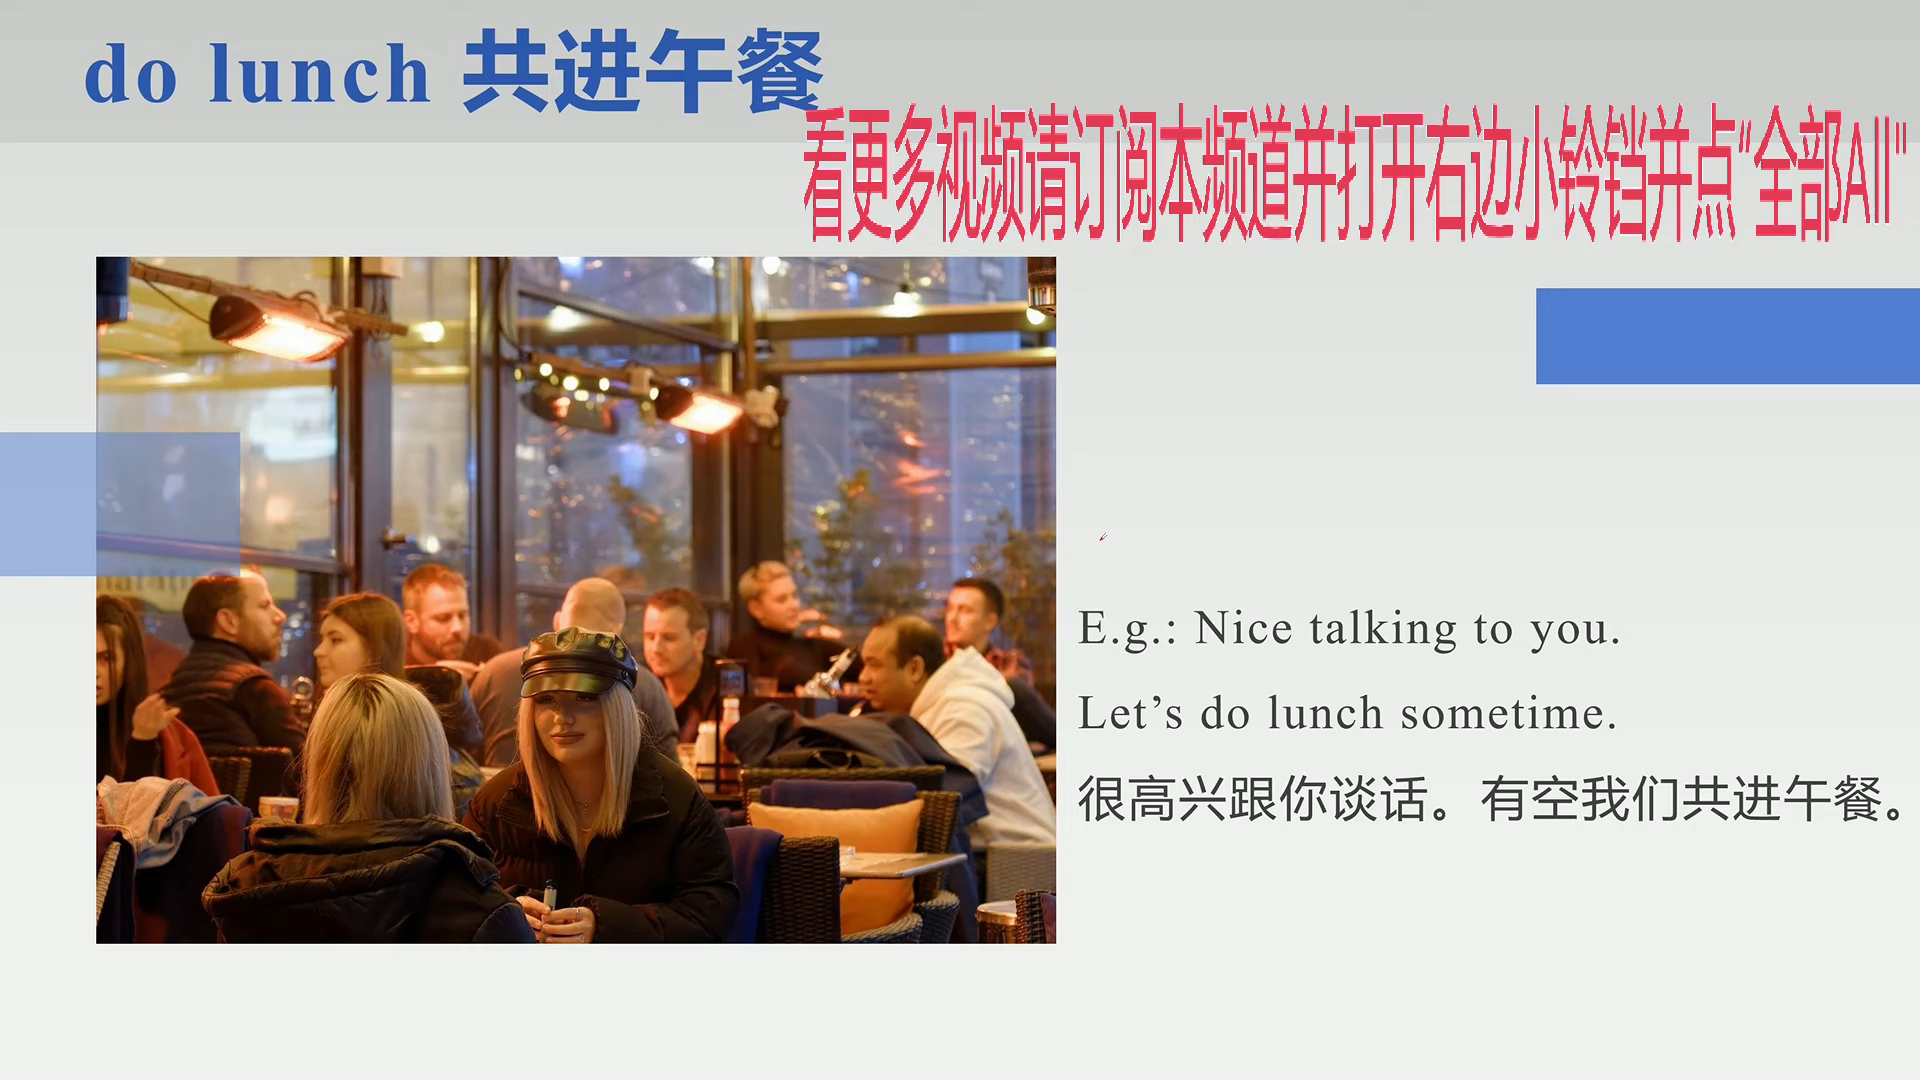 do lunch 共进午餐
看更多视频请订阅本频道并打开右边小铃铛并点“全部All"
E.g.: Nice talking to you.
Let’s do lunch sometime.
很高兴跟你谈话。有空我们共进午餐。